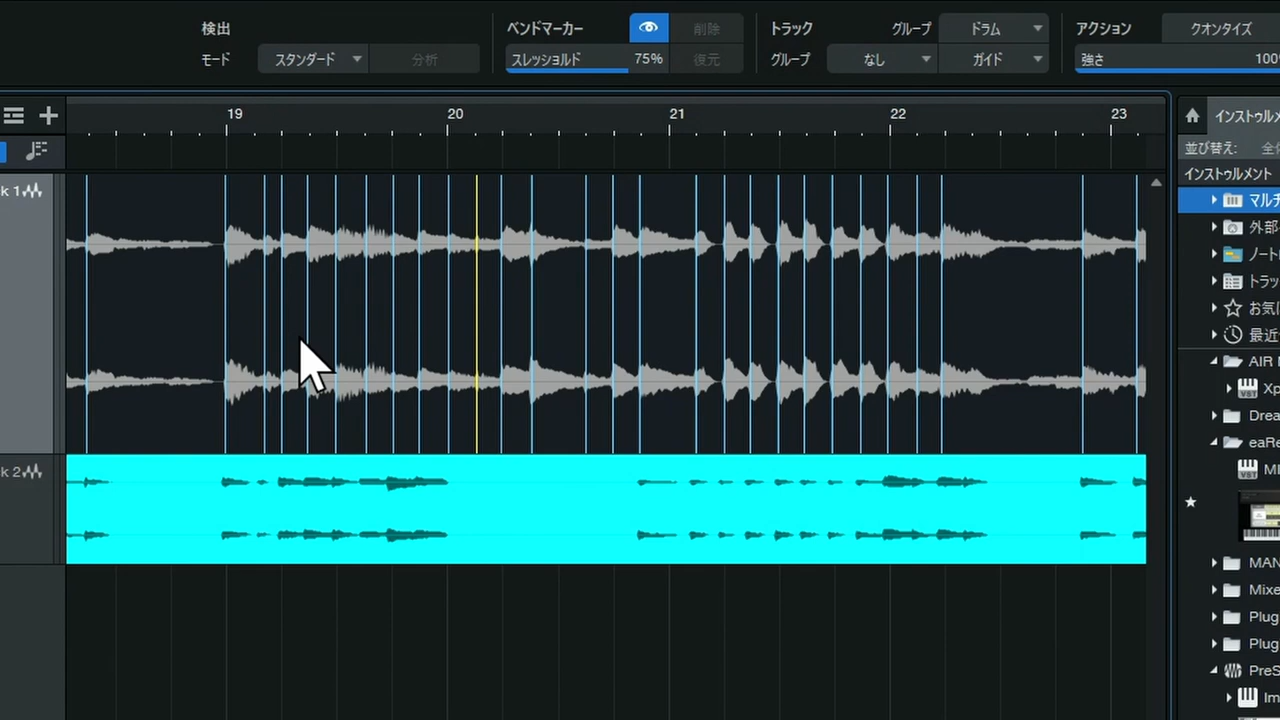 検出
ベンドマーカー 削除
トラック グループ ドラム
アクション クオンタイズ
モード スタンダード 分析
スレッショルド 75% 復元
グループ なし ガイド
強さ 100%
19 20 21 22 23
インストゥルメ
並び替え: 全体
インストゥルメント
k 1
マルチ
外部
ノート
トラッ
お気に
最近
AIR
Xp
Drea
eaRe
k 2
MAN
Mixe
Plug
Plug
PreS
Im